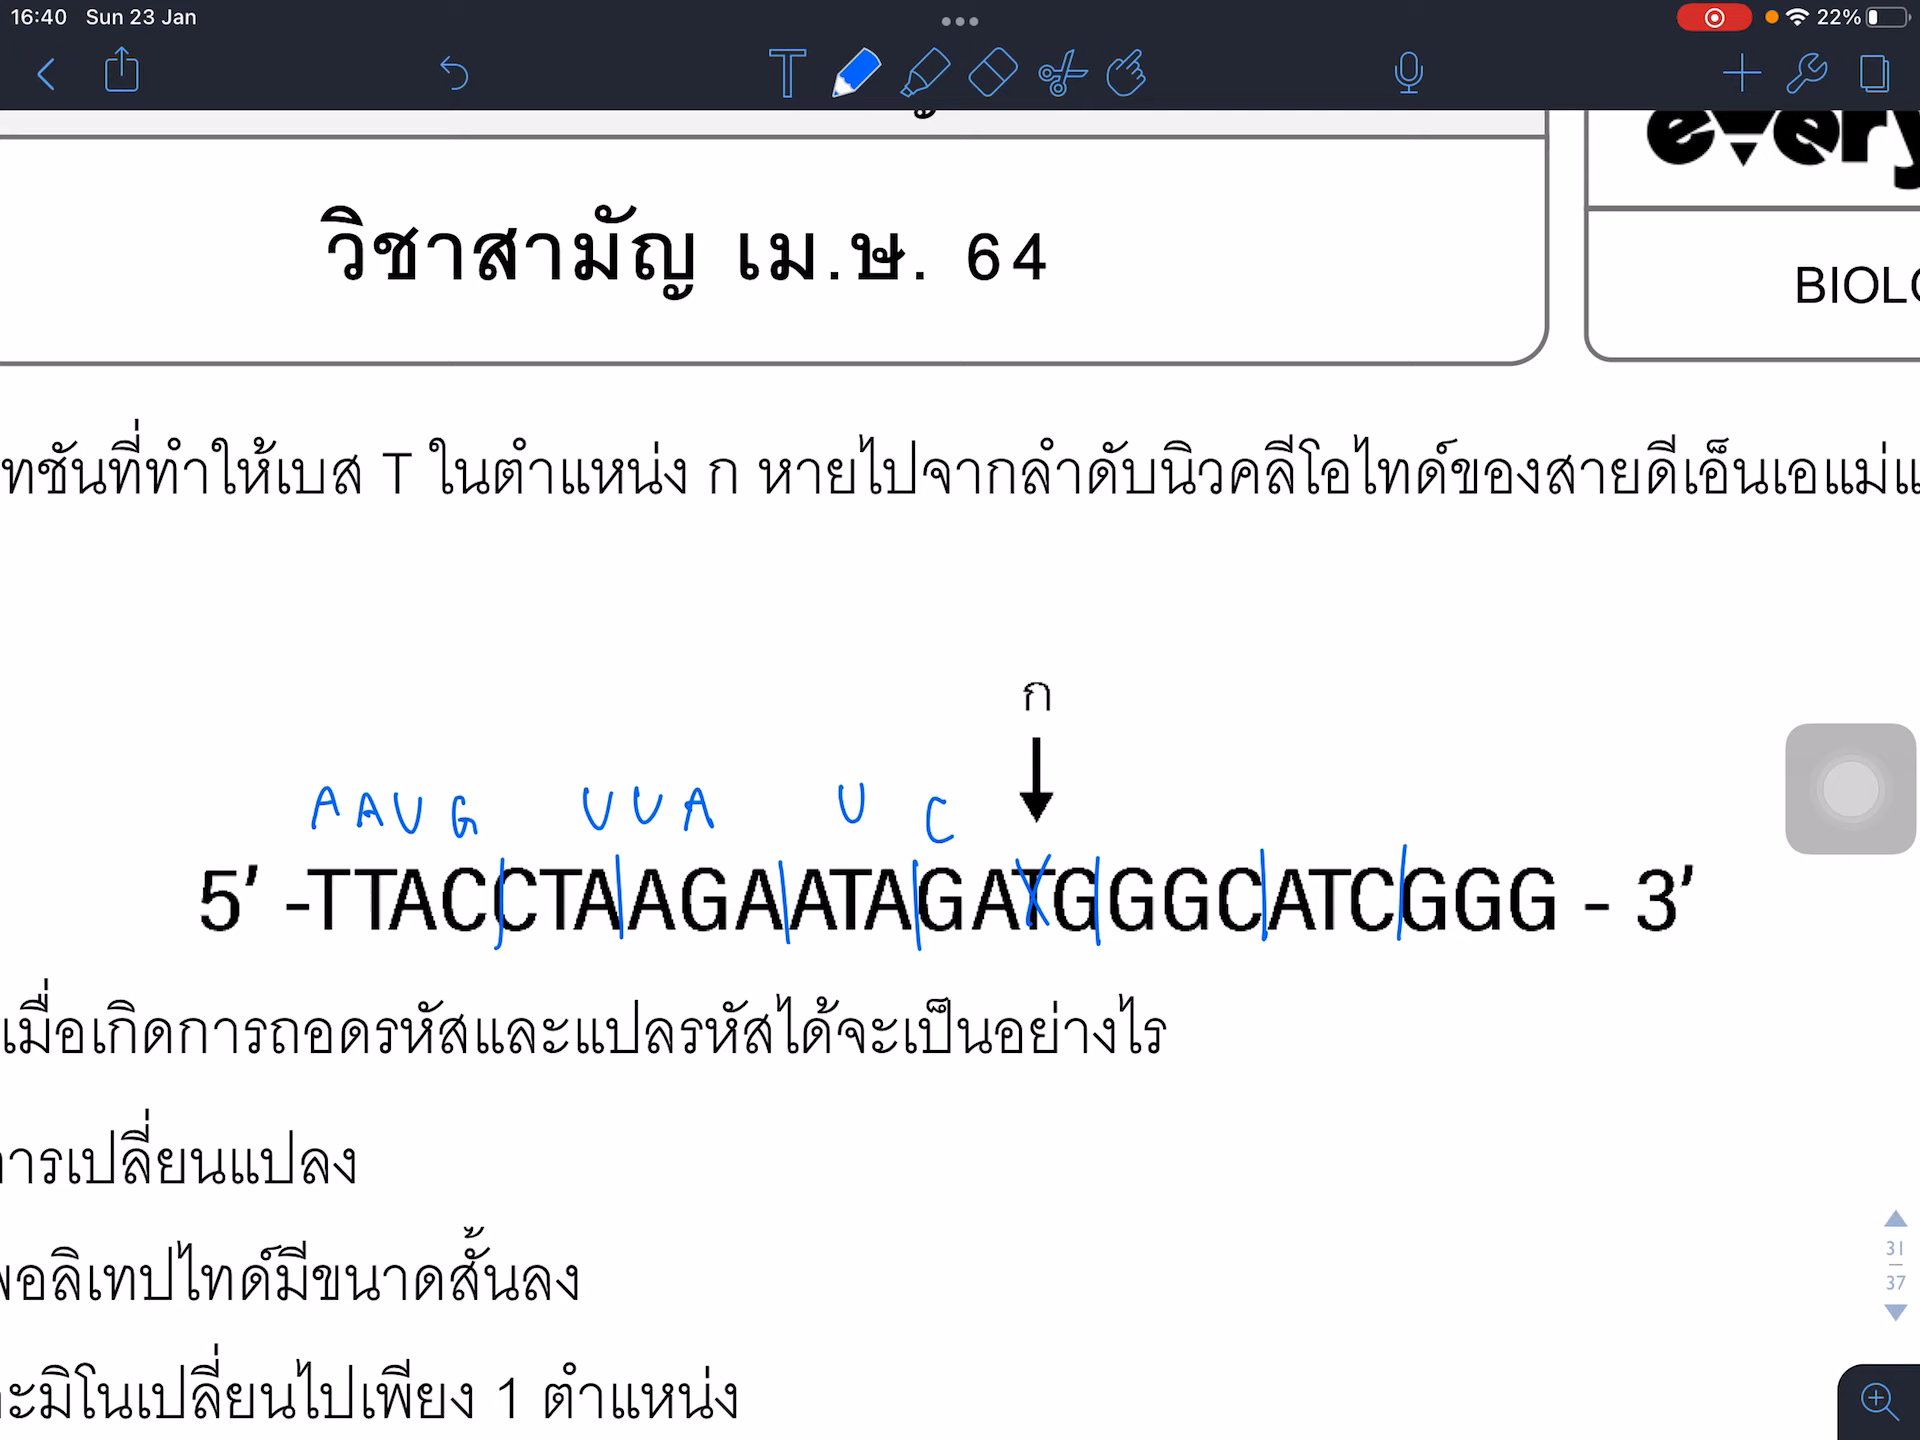 16:40 Sun 23 Jan
22%
T
every
วิชาสามัญ เม.ษ. 64
BIOLO
ทชันที่ทำให้เบส T ในตำแหน่ง ก หายไปจากลำดับนิวคลีโอไทด์ของสายดีเอ็นเอแม่แ
ก
A A U G U U A U C
5' -TTACCTAAGAATAGATGGGGCATCGGG - 3'
เมื่อเกิดการถอดรหัสและแปลรหัสได้จะเป็นอย่างไร
ารเปลี่ยนแปลง
พอลิเทปไทด์มีขนาดสั้นลง
ะมิโนเปลี่ยนไปเพียง 1 ตำแหน่ง
31
37